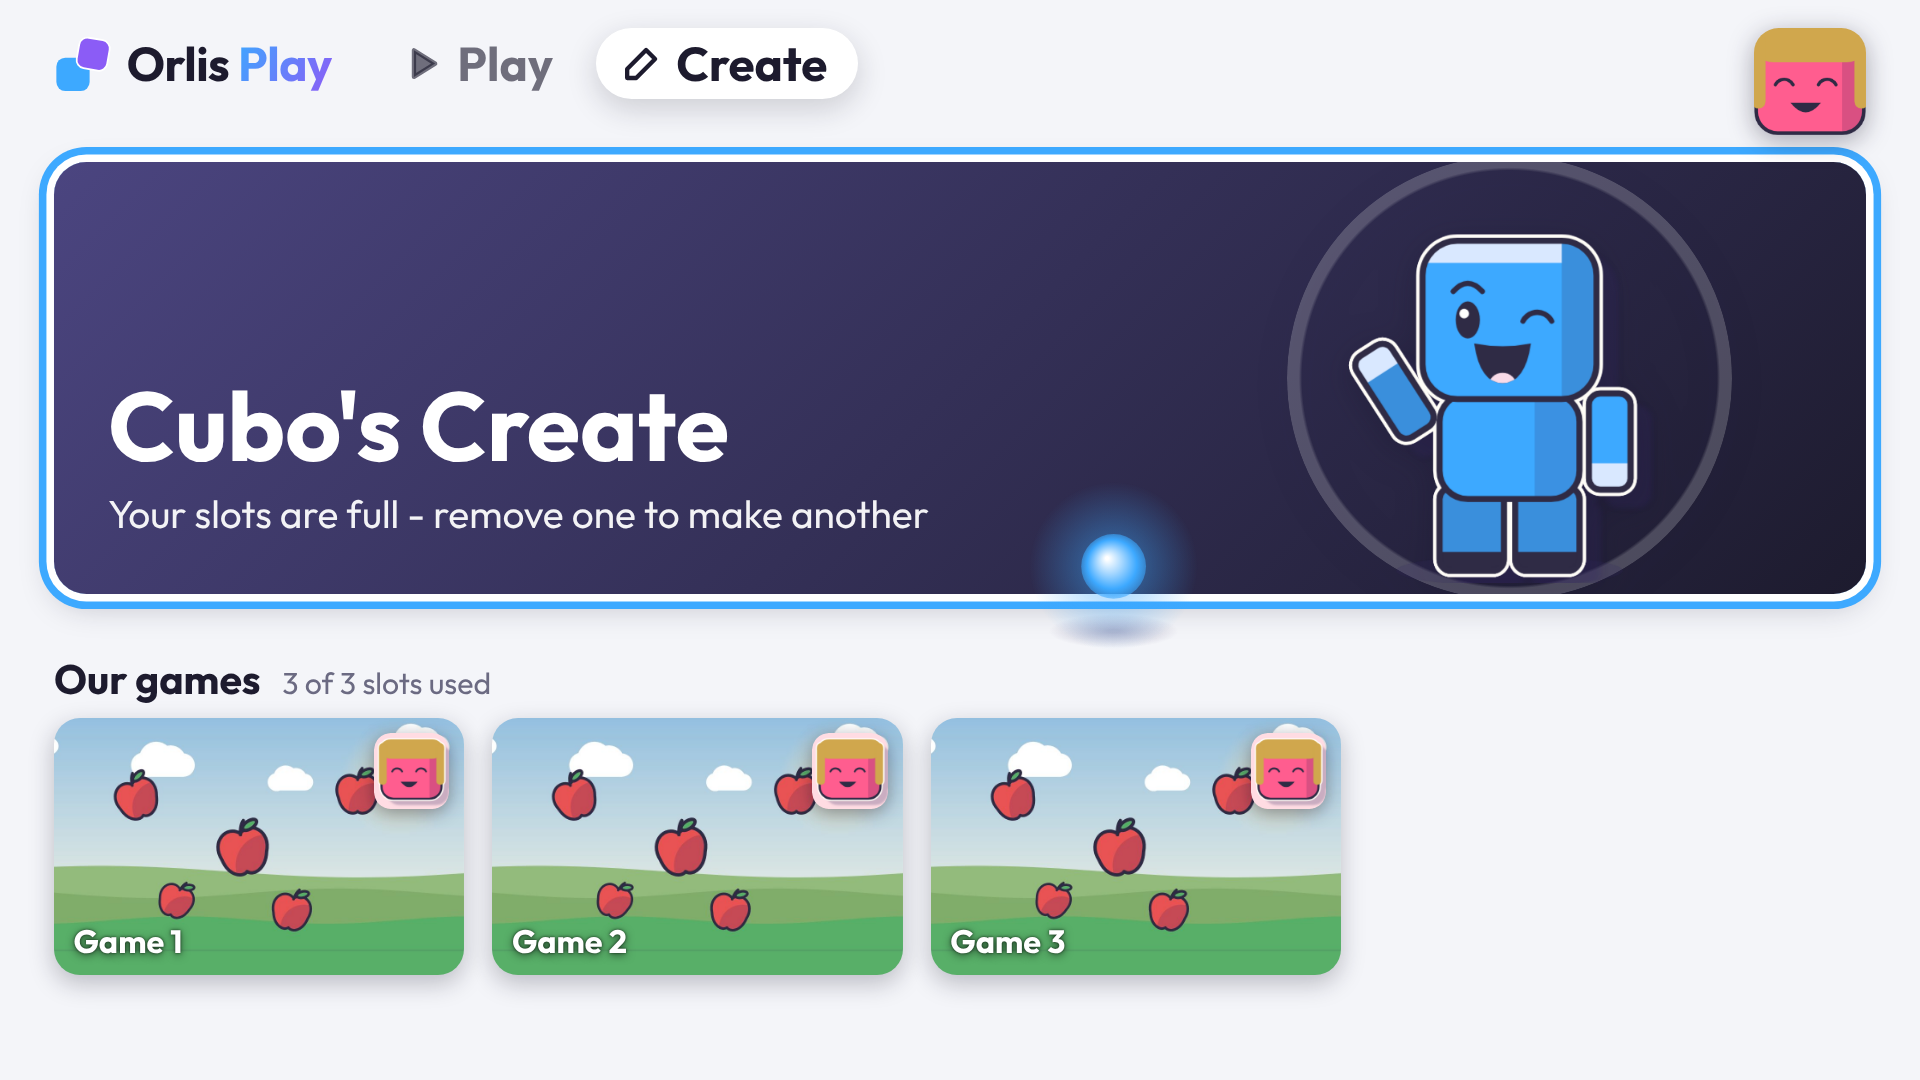 Orlis Play
Play
Create
Cubo's Create
Your slots are full - remove one to make another
Our games
3 of 3 slots used
Game 1
Game 2
Game 3